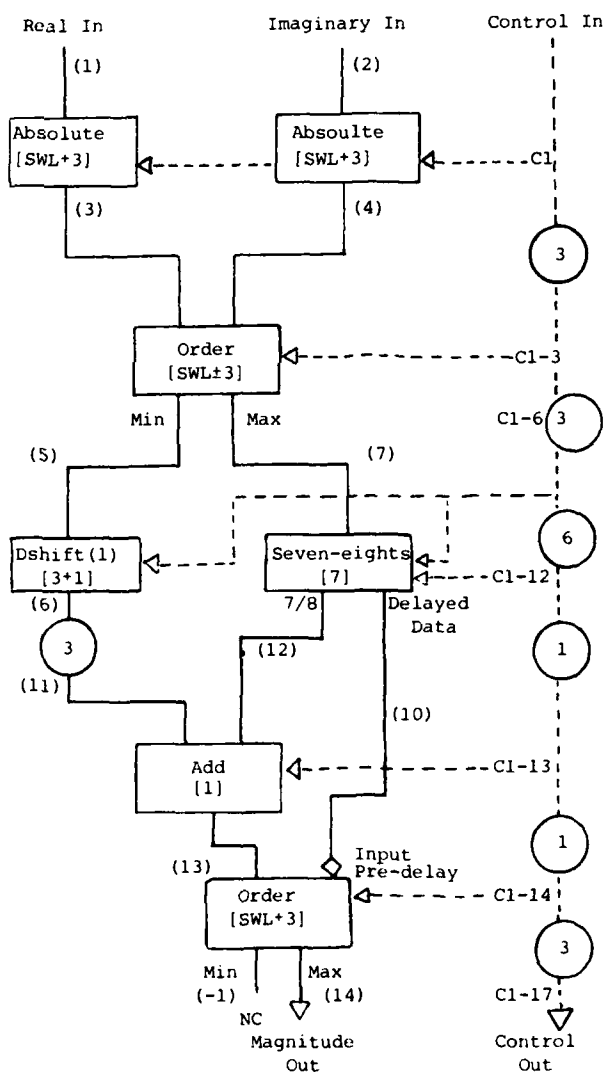 Real In
Imaginary In
Control In
(1)
(2)
Absolute
[SWL+3]
Absoulte
[SWL+3]
C1
(3)
(4)
3
Order
[SWL±3]
C1-3
Min
Max
C1-6
3
(5)
(7)
Dshift(1)
[3+1]
Seven-eights
[7]
6
C1-12
(6)
7/8
Delayed
Data
3
(12)
1
(11)
(10)
Add
[1]
C1-13
1
(13)
Input
Pre-delay
Order
[SWL+3]
C1-14
3
Min
Max
(-1)
(14)
C1-17
NC
Magnitude
Out
Control
Out